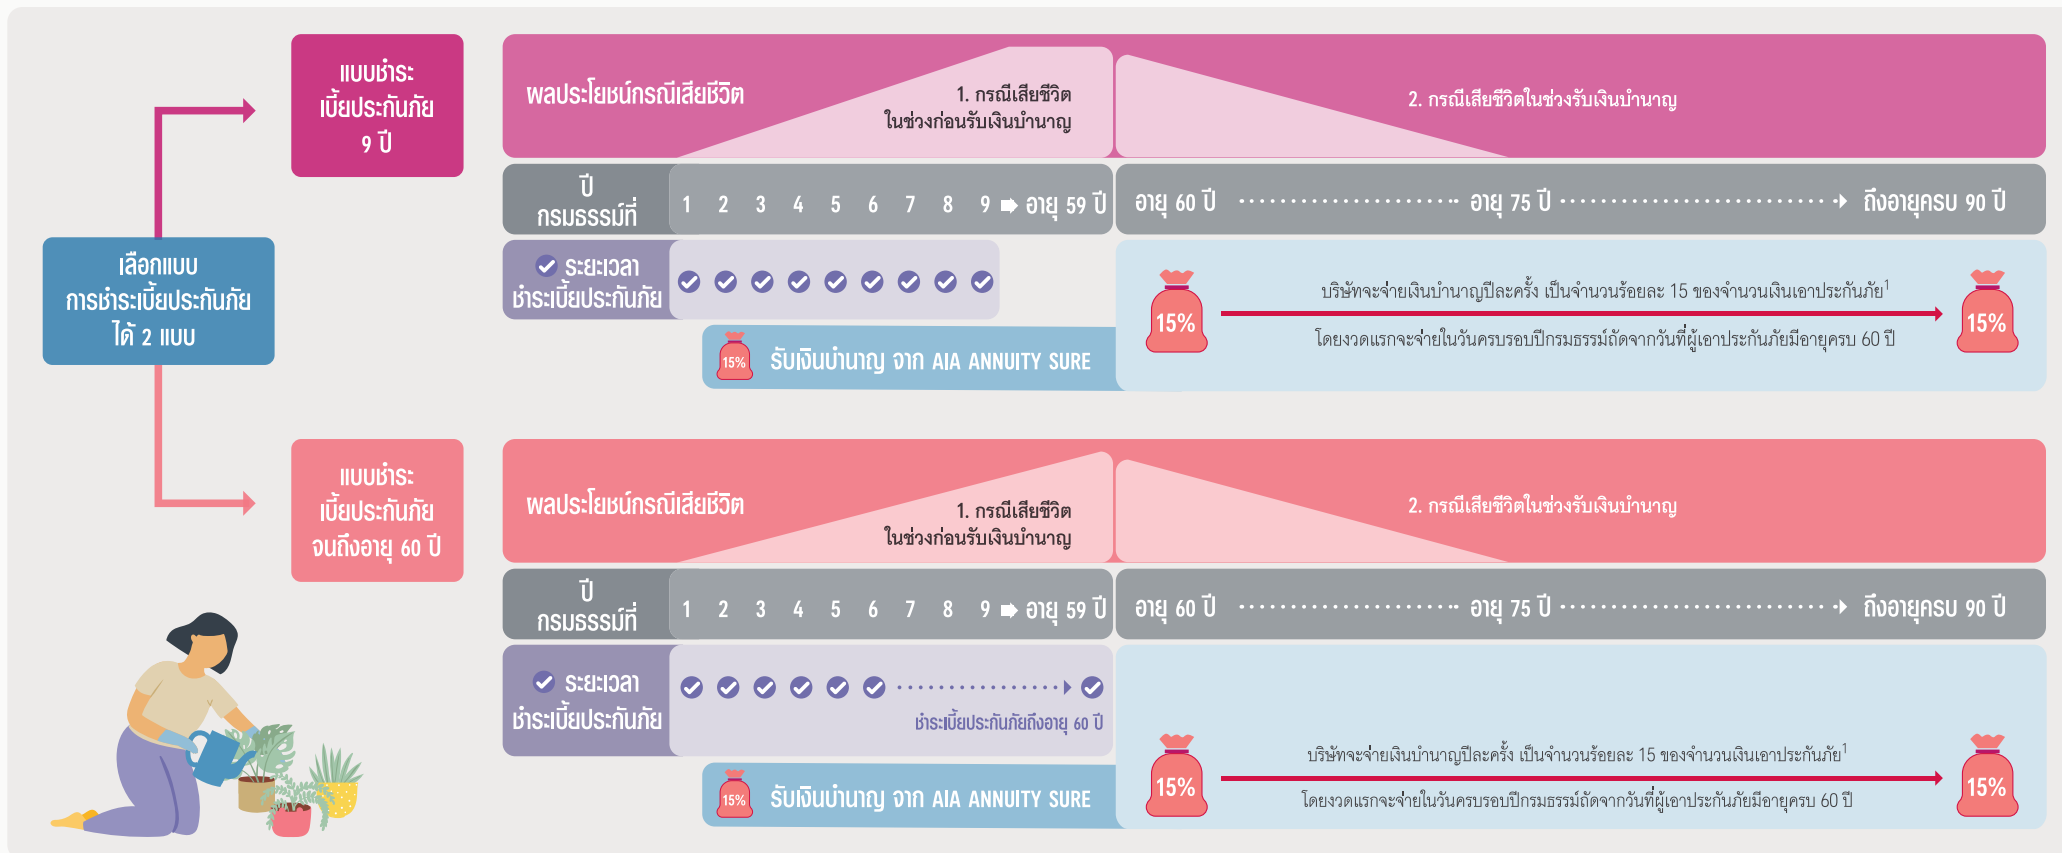 เลือกแบบ
การชำระเบี้ยประกันภัย
ได้ 2 แบบ
แบบชำระ
เบี้ยประกันภัย
9 ปี
ผลประโยชน์กรณีเสียชีวิต
1. กรณีเสียชีวิต
ในช่วงก่อนรับเงินบำนาญ
2. กรณีเสียชีวิตในช่วงรับเงินบำนาญ
ปี
กรมธรรม์ที่
1 2 3 4 5 6 7 8 9 อายุ 59 ปี
อายุ 60 ปี อายุ 75 ปี ถึงอายุครบ 90 ปี
ระยะเวลา
ชำระเบี้ยประกันภัย
15% รับเงินบำนาญ จาก AIA ANNUITY SURE
15%
บริษัทจะจ่ายเงินบำนาญปีละครั้ง เป็นจำนวนร้อยละ 15 ของจำนวนเงินเอาประกันภัย1
โดยงวดแรกจะจ่ายในวันครบรอบปีกรมธรรม์ถัดจากวันที่ผู้เอาประกันภัยมีอายุครบ 60 ปี
15%
แบบชำระ
เบี้ยประกันภัย
จนถึงอายุ 60 ปี
ผลประโยชน์กรณีเสียชีวิต
1. กรณีเสียชีวิต
ในช่วงก่อนรับเงินบำนาญ
2. กรณีเสียชีวิตในช่วงรับเงินบำนาญ
ปี
กรมธรรม์ที่
1 2 3 4 5 6 7 8 9 อายุ 59 ปี
อายุ 60 ปี อายุ 75 ปี ถึงอายุครบ 90 ปี
ระยะเวลา
ชำระเบี้ยประกันภัย
ชำระเบี้ยประกันภัยถึงอายุ 60 ปี
15% รับเงินบำนาญ จาก AIA ANNUITY SURE
15%
บริษัทจะจ่ายเงินบำนาญปีละครั้ง เป็นจำนวนร้อยละ 15 ของจำนวนเงินเอาประกันภัย1
โดยงวดแรกจะจ่ายในวันครบรอบปีกรมธรรม์ถัดจากวันที่ผู้เอาประกันภัยมีอายุครบ 60 ปี
15%